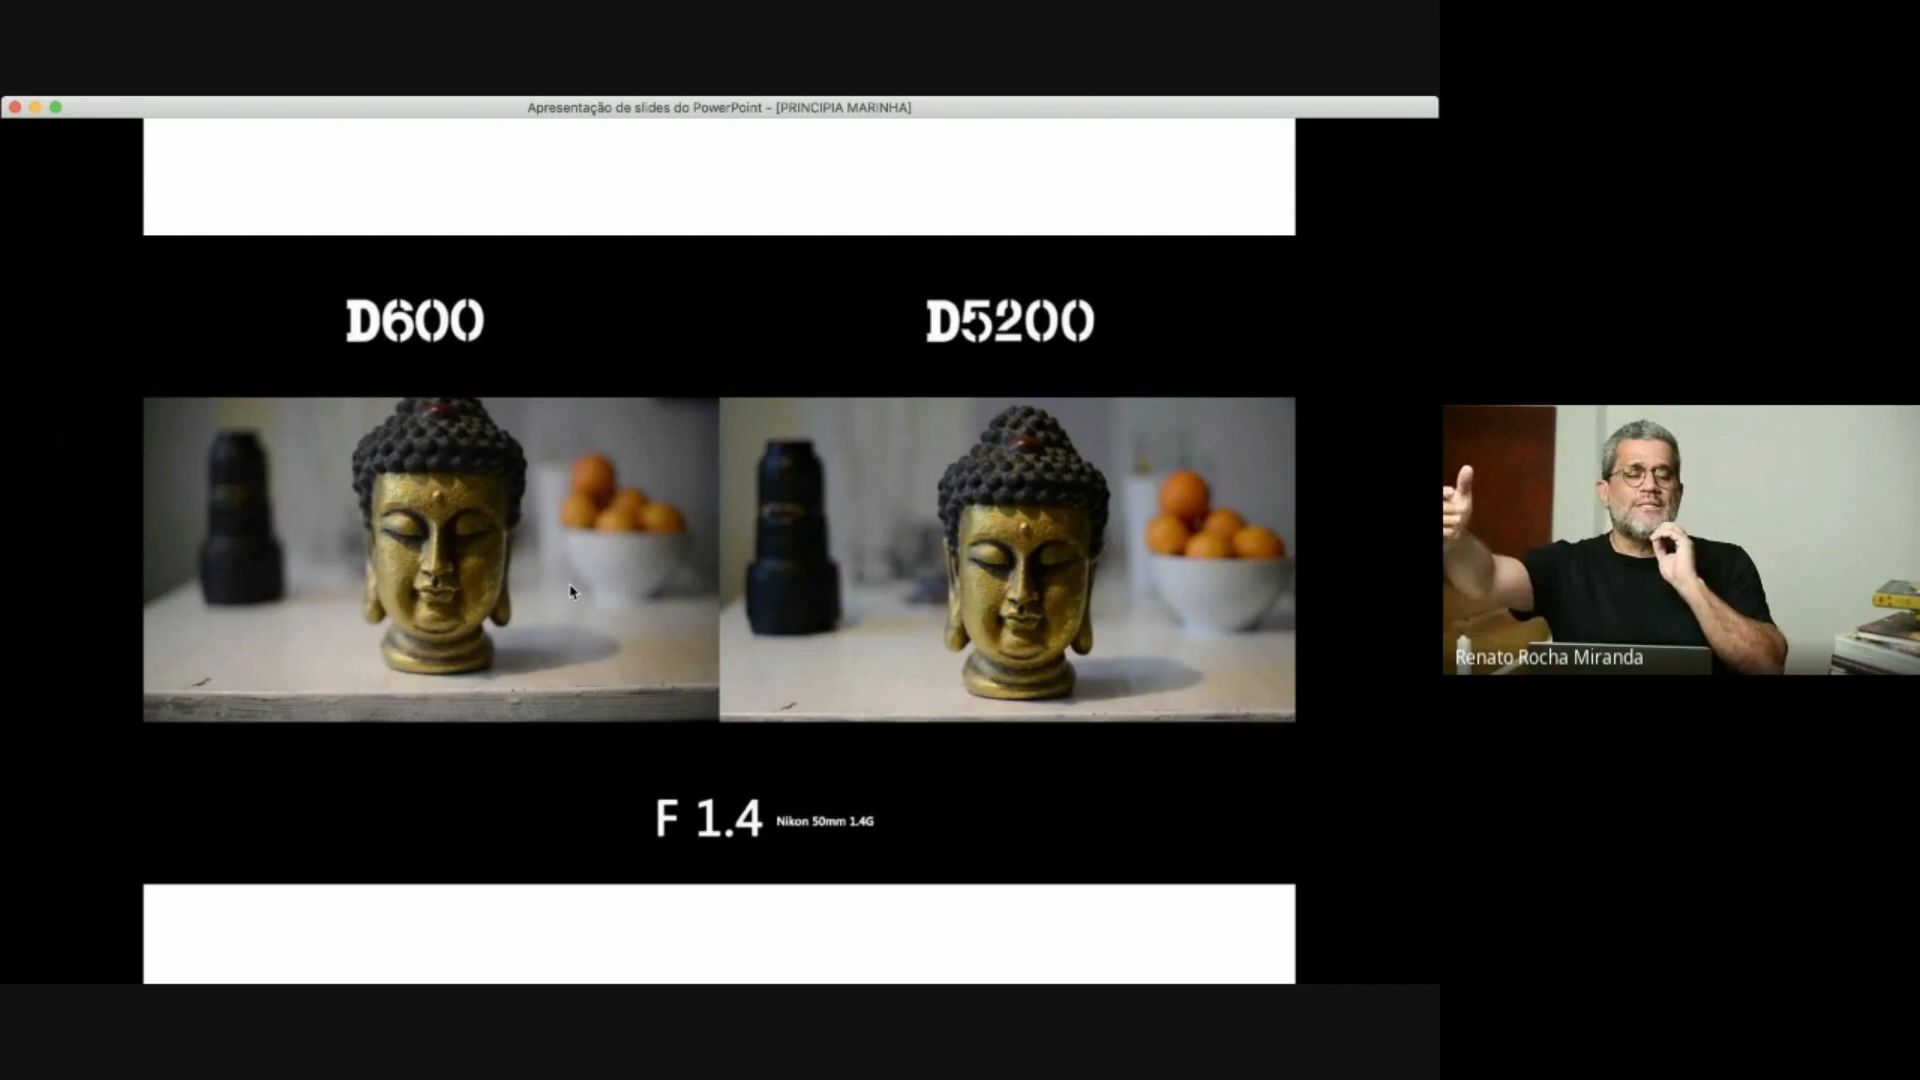 Apresentação de slides do PowerPoint - [PRINCIPIA MARINHA]
D600
D5200
Renato Rocha Miranda
F 1.4 Nikon 50mm 1.4G